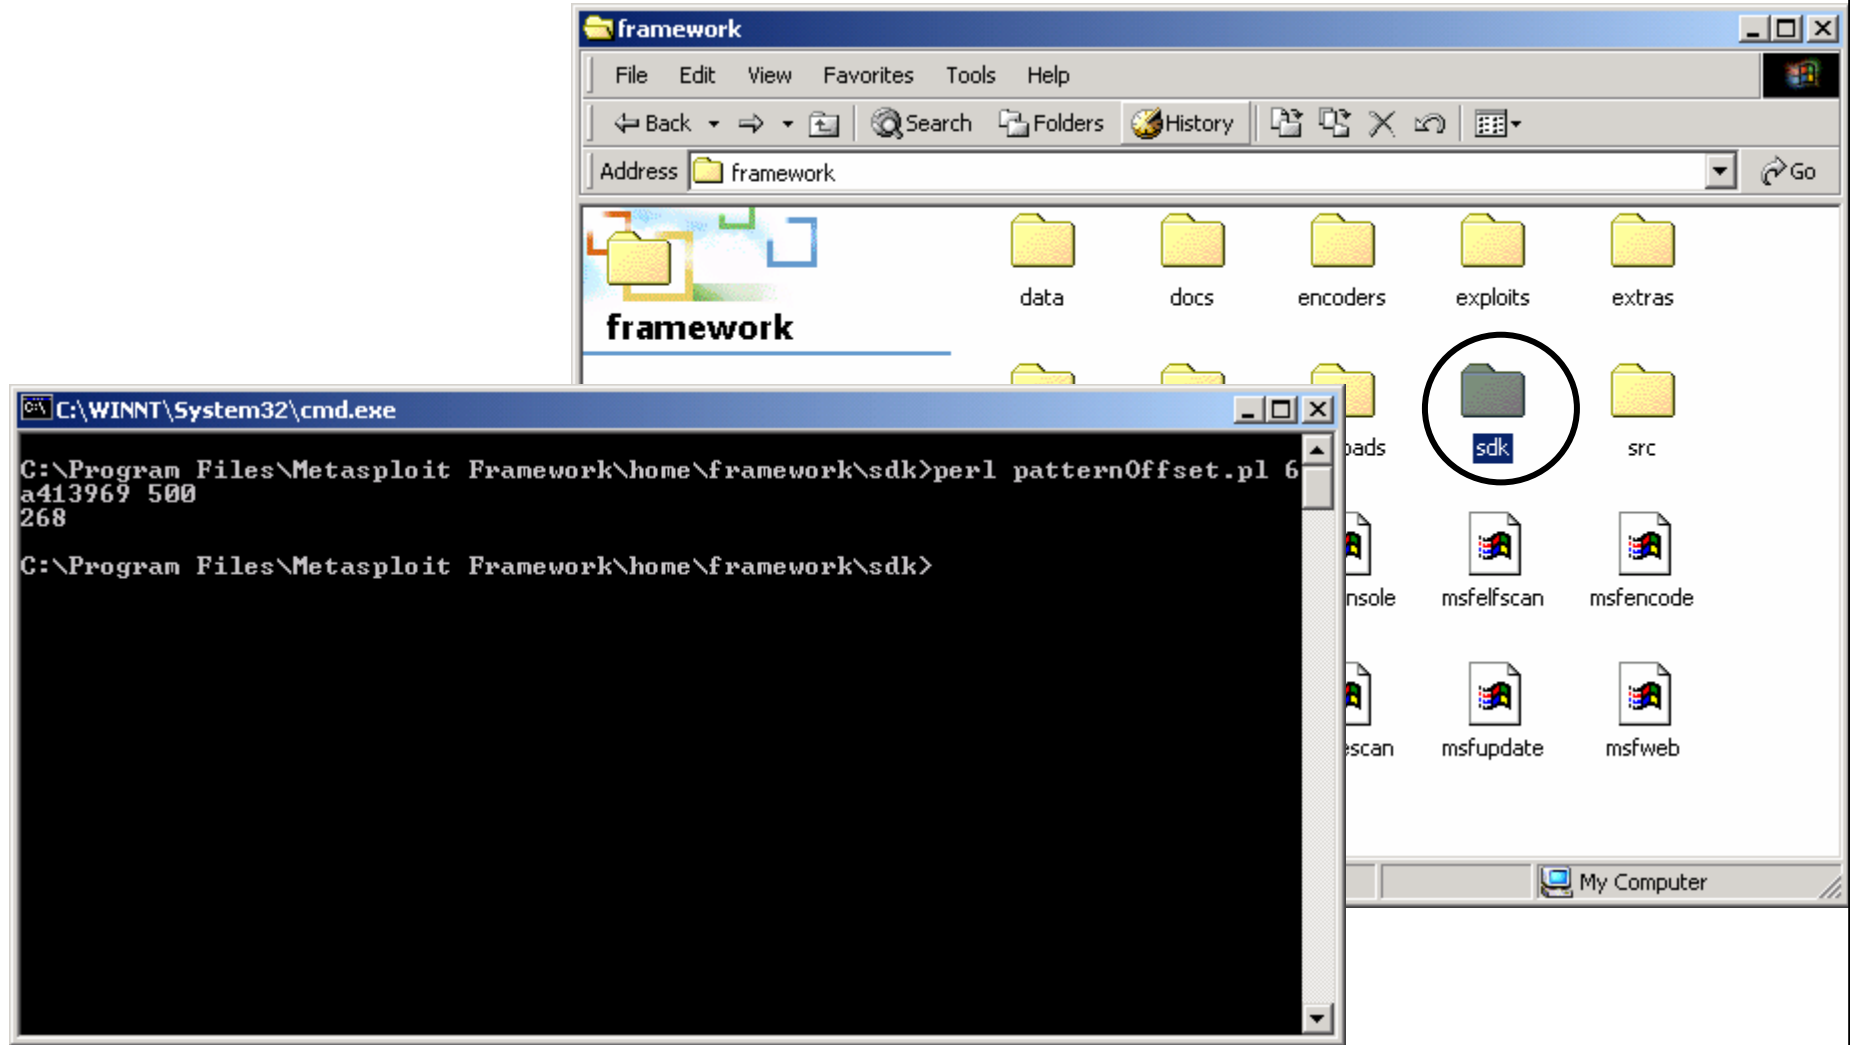 framework
File Edit View Favorites Tools Help
Back Search Folders History
Address framework Go
framework
data docs encoders exploits extras
sdk src
msfelfscan msfencode
msfupdate msfweb
My Computer
C:\WINNT\System32\cmd.exe
C:\Program Files\Metasploit Framework\home\framework\sdk>perl patternOffset.pl 6
a413969 500
268
C:\Program Files\Metasploit Framework\home\framework\sdk>